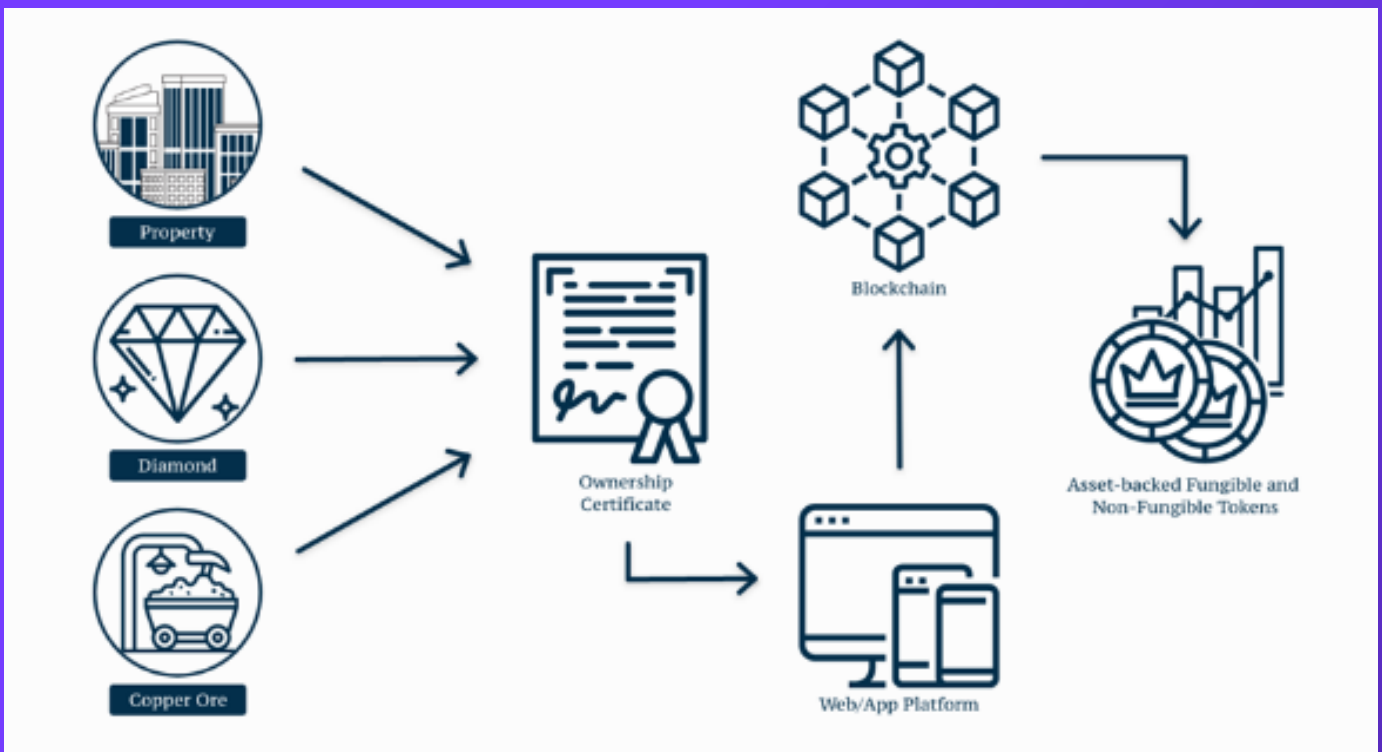 Property
Diamond
Copper Ore
Ownership
Certificate
Blockchain
Web/App Platform
Asset-backed Fungible and
Non-Fungible Tokens